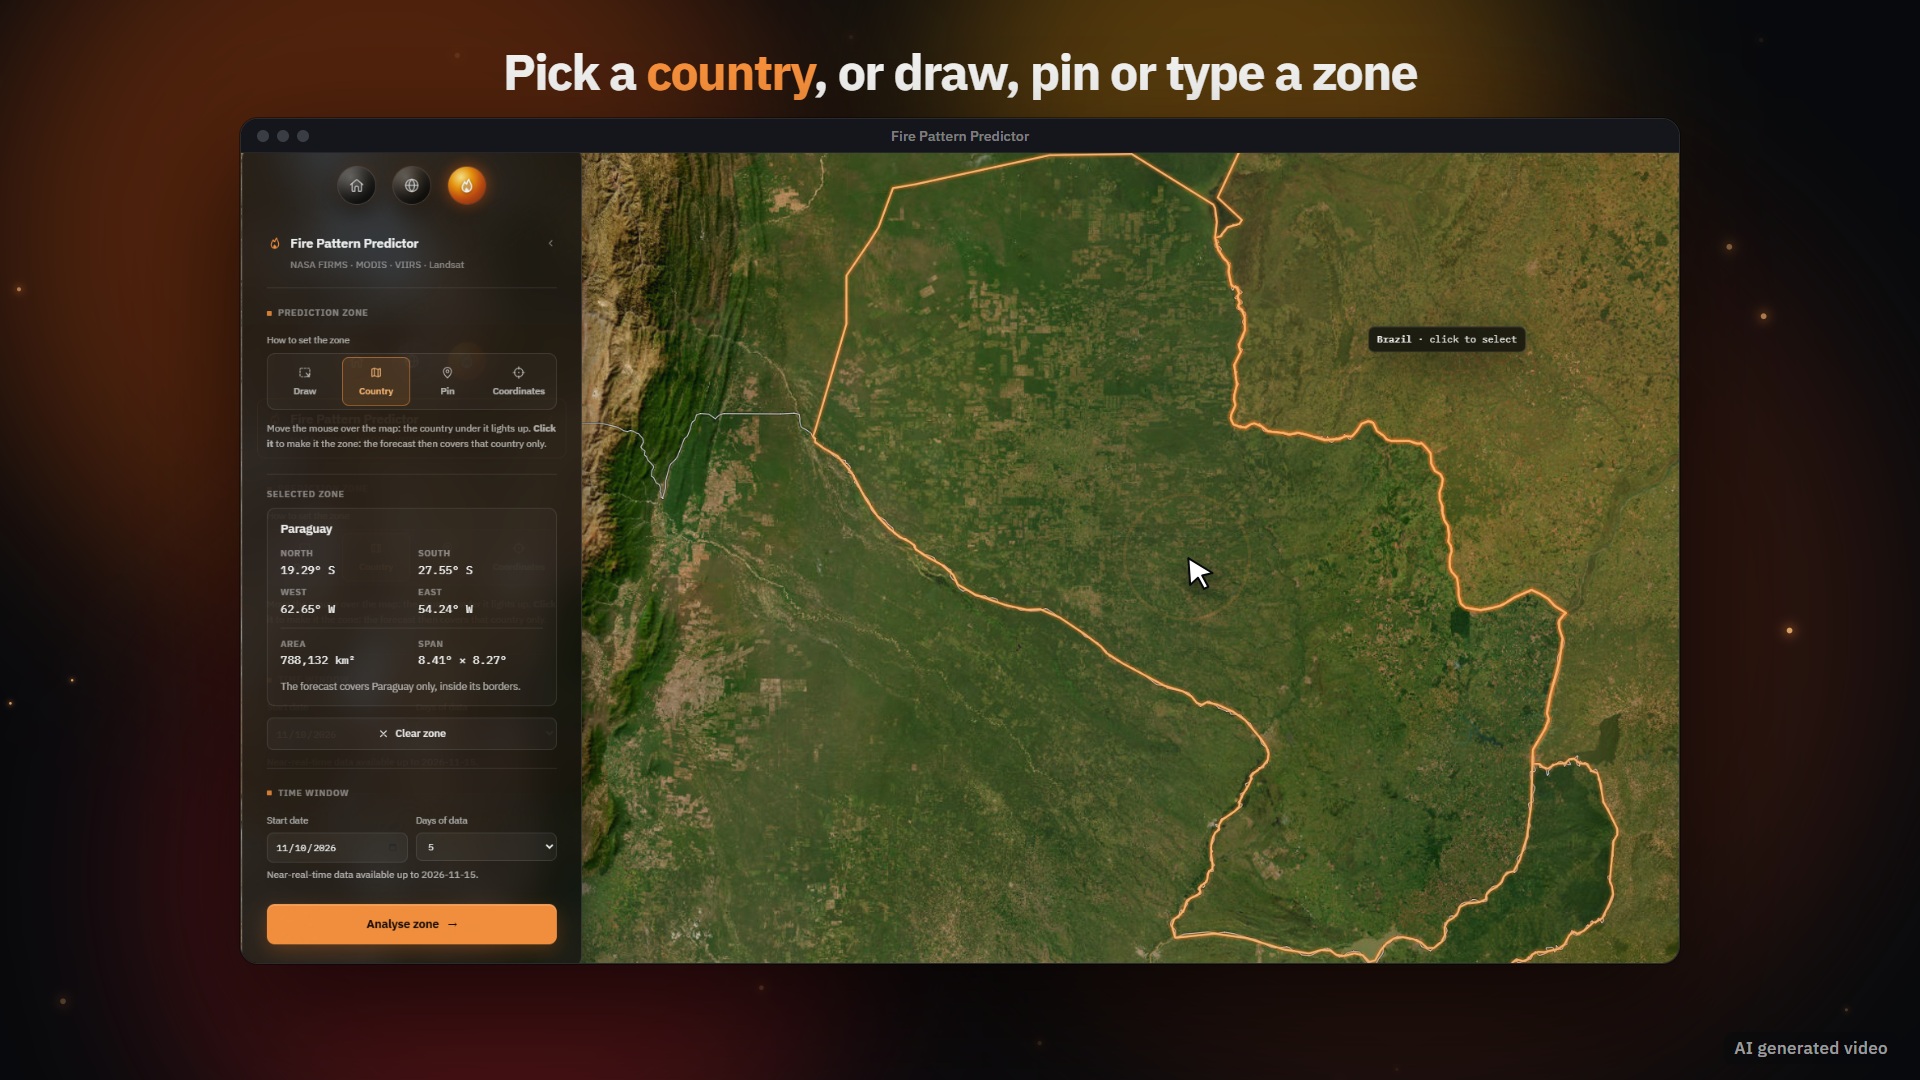 Pick a country, or draw, pin or type a zone
Fire Pattern Predictor
Fire Pattern Predictor
NASA FIRMS - MODIS - VIIRS - Landsat
PREDICTION ZONE
How to set the zone
Draw
Country
Pin
Coordinates
Move the mouse over the map: the country under it lights up. Click
it to make it the zone: the forecast then covers that country only.
SELECTED ZONE
Paraguay
NORTH
SOUTH
19.29° S
27.55° S
WEST
EAST
62.65° W
54.24° W
AREA
SPAN
788,132 km²
8.41° × 8.27°
The forecast covers Paraguay only, inside its borders.
× Clear zone
TIME WINDOW
Start date
Days of data
11/10/2026
5
Near-real-time data available up to 2026-11-15.
Analyse zone →
Brazil · click to select
AI generated video